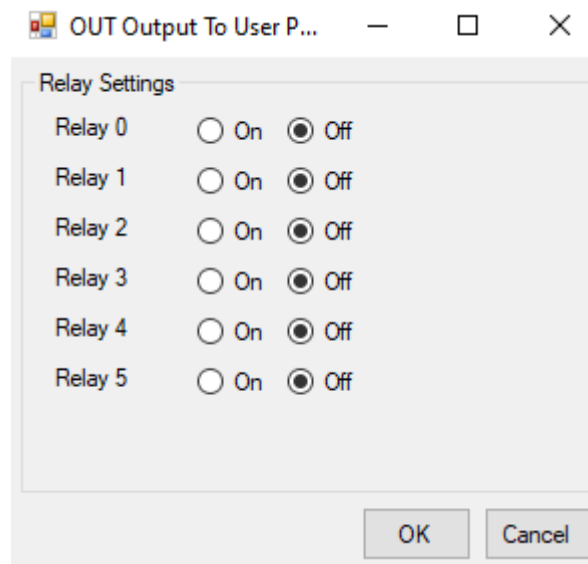 OUT Output To User P...
Relay Settings
Relay 0 On Off
Relay 1 On Off
Relay 2 On Off
Relay 3 On Off
Relay 4 On Off
Relay 5 On Off
OK Cancel